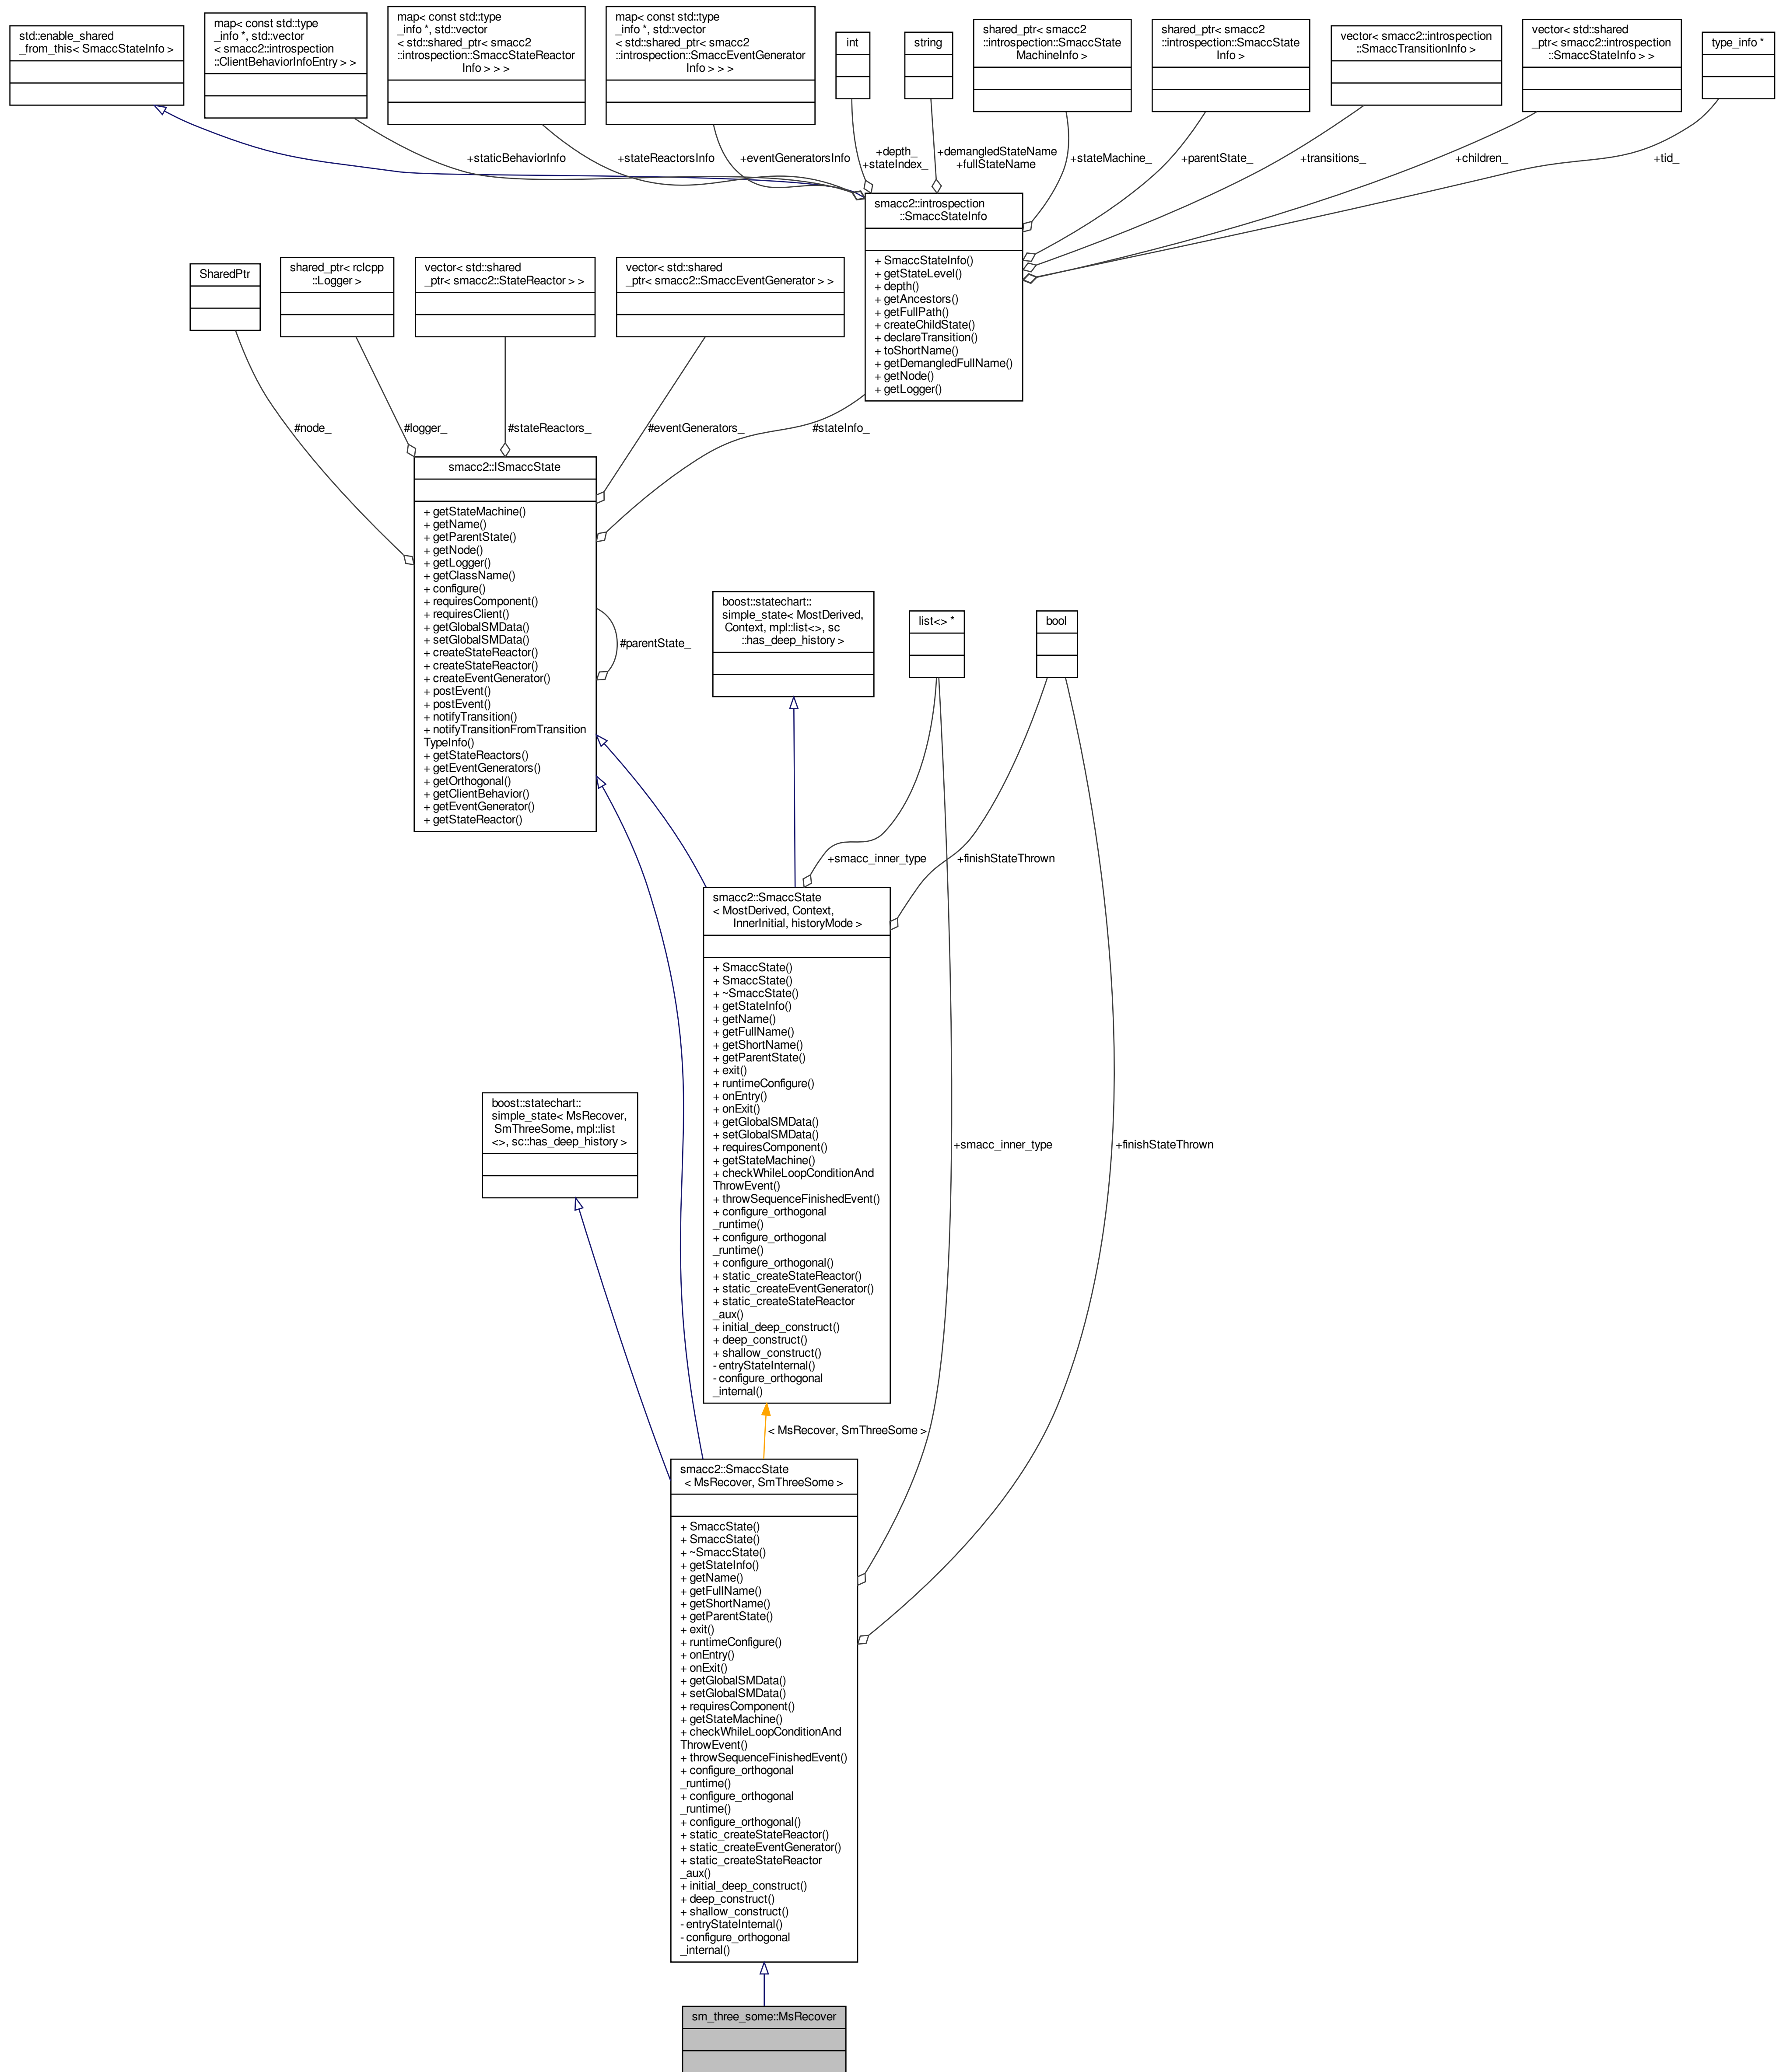 std::enable_shared
_from_this< SmaccStateInfo >
map< const std::type
_info *, std::vector
< smacc2::introspection
::ClientBehaviorInfoEntry > >
map< const std::type
_info *, std::vector
< std::shared_ptr< smacc2
::introspection::SmaccStateReactor
Info > > >
map< const std::type
_info *, std::vector
< std::shared_ptr< smacc2
::introspection::SmaccEventGenerator
Info > > >
int
string
shared_ptr< smacc2
::introspection::SmaccState
MachineInfo >
shared_ptr< smacc2
::introspection::SmaccState
Info >
vector< smacc2::introspection
::SmaccTransitionInfo >
vector< std::shared
_ptr< smacc2::introspection
::SmaccStateInfo > >
type_info *
+staticBehaviorInfo
+stateReactorsInfo
+eventGeneratorsInfo
+depth_
+stateIndex_
+demangledStateName
+fullStateName
+stateMachine_
+parentState_
+transitions_
+children_
+tid_
smacc2::introspection
::SmaccStateInfo
+ SmaccStateInfo()
+ getStateLevel()
+ depth()
+ getAncestors()
+ getFullPath()
+ createChildState()
+ declareTransition()
+ toShortName()
+ getDemangledFullName()
+ getNode()
+ getLogger()
SharedPtr
shared_ptr< rclcpp
::Logger >
vector< std::shared
_ptr< smacc2::StateReactor > >
vector< std::shared
_ptr< smacc2::SmaccEventGenerator > >
#node_
#logger_
#stateReactors_
#eventGenerators_
#stateInfo_
smacc2::ISmaccState
+ getStateMachine()
+ getName()
+ getParentState()
+ getNode()
+ getLogger()
+ getClassName()
+ configure()
+ requiresComponent()
+ requiresClient()
+ getGlobalSMData()
+ setGlobalSMData()
+ createStateReactor()
+ createStateReactor()
+ createEventGenerator()
+ postEvent()
+ postEvent()
+ notifyTransition()
+ notifyTransitionFromTransition
TypeInfo()
+ getStateReactors()
+ getEventGenerators()
+ getOrthogonal()
+ getClientBehavior()
+ getEventGenerator()
+ getStateReactor()
#parentState_
boost::statechart::
simple_state< MostDerived,
Context, mpl::list<>, sc
::has_deep_history >
list<> *
bool
+smacc_inner_type
+finishStateThrown
smacc2::SmaccState
< MostDerived, Context,
InnerInitial, historyMode >
+ SmaccState()
+ SmaccState()
+ ~SmaccState()
+ getStateInfo()
+ getName()
+ getFullName()
+ getShortName()
+ getParentState()
+ exit()
+ runtimeConfigure()
+ onEntry()
+ onExit()
+ getGlobalSMData()
+ setGlobalSMData()
+ requiresComponent()
+ getStateMachine()
+ checkWhileLoopConditionAnd
ThrowEvent()
+ throwSequenceFinishedEvent()
+ configure_orthogonal
_runtime()
+ configure_orthogonal
_runtime()
+ configure_orthogonal()
+ static_createStateReactor()
+ static_createEventGenerator()
+ static_createStateReactor
_aux()
+ initial_deep_construct()
+ deep_construct()
+ shallow_construct()
- entryStateInternal()
- configure_orthogonal
_internal()
boost::statechart::
simple_state< MsRecover,
SmThreeSome, mpl::list
<>, sc::has_deep_history >
+smacc_inner_type
+finishStateThrown
< MsRecover, SmThreeSome >
smacc2::SmaccState
< MsRecover, SmThreeSome >
+ SmaccState()
+ SmaccState()
+ ~SmaccState()
+ getStateInfo()
+ getName()
+ getFullName()
+ getShortName()
+ getParentState()
+ exit()
+ runtimeConfigure()
+ onEntry()
+ onExit()
+ getGlobalSMData()
+ setGlobalSMData()
+ requiresComponent()
+ getStateMachine()
+ checkWhileLoopConditionAnd
ThrowEvent()
+ throwSequenceFinishedEvent()
+ configure_orthogonal
_runtime()
+ configure_orthogonal
_runtime()
+ configure_orthogonal()
+ static_createStateReactor()
+ static_createEventGenerator()
+ static_createStateReactor
_aux()
+ initial_deep_construct()
+ deep_construct()
+ shallow_construct()
- entryStateInternal()
- configure_orthogonal
_internal()
sm_three_some::MsRecover